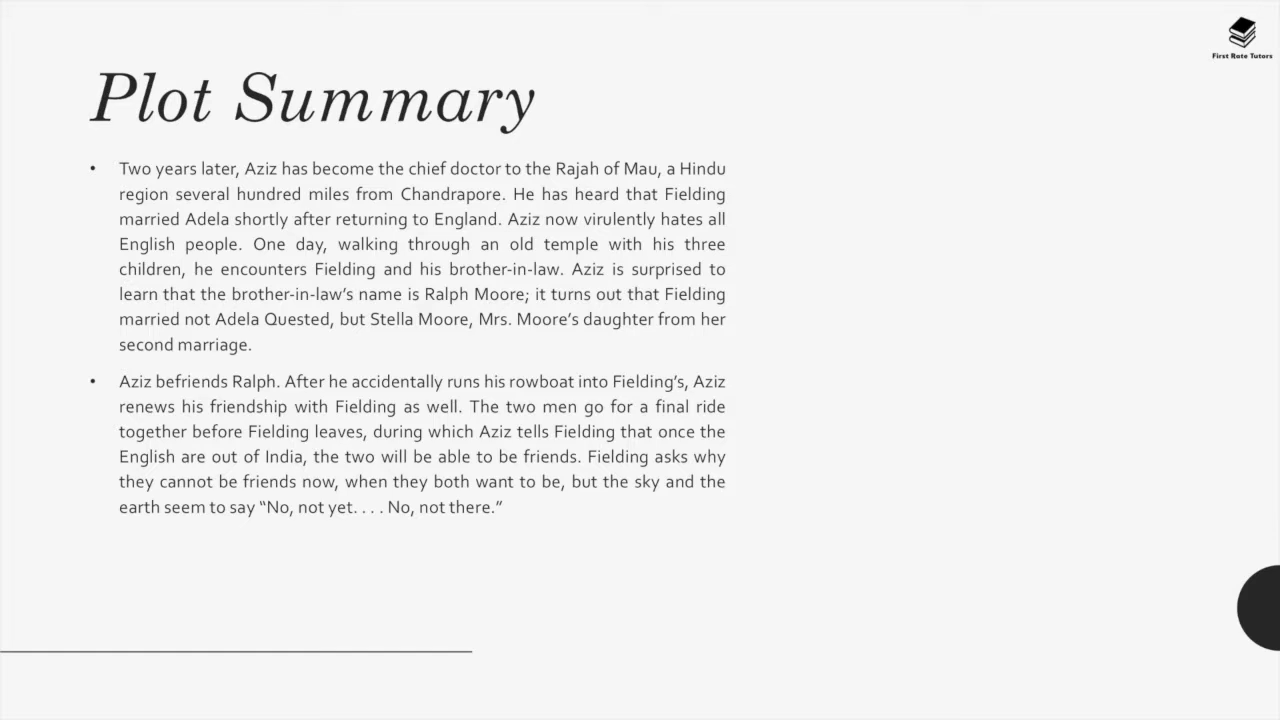 First Rate Tutors
Plot Summary
• Two years later, Aziz has become the chief doctor to the Rajah of Mau, a Hindu
region several hundred miles from Chandrapore. He has heard that Fielding
married Adela shortly after returning to England. Aziz now virulently hates all
English people. One day, walking through an old temple with his three
children, he encounters Fielding and his brother-in-law. Aziz is surprised to
learn that the brother-in-law’s name is Ralph Moore; it turns out that Fielding
married not Adela Quested, but Stella Moore, Mrs. Moore’s daughter from her
second marriage.
• Aziz befriends Ralph. After he accidentally runs his rowboat into Fielding’s, Aziz
renews his friendship with Fielding as well. The two men go for a final ride
together before Fielding leaves, during which Aziz tells Fielding that once the
English are out of India, the two will be able to be friends. Fielding asks why
they cannot be friends now, when they both want to be, but the sky and the
earth seem to say “No, not yet. . . . No, not there.”